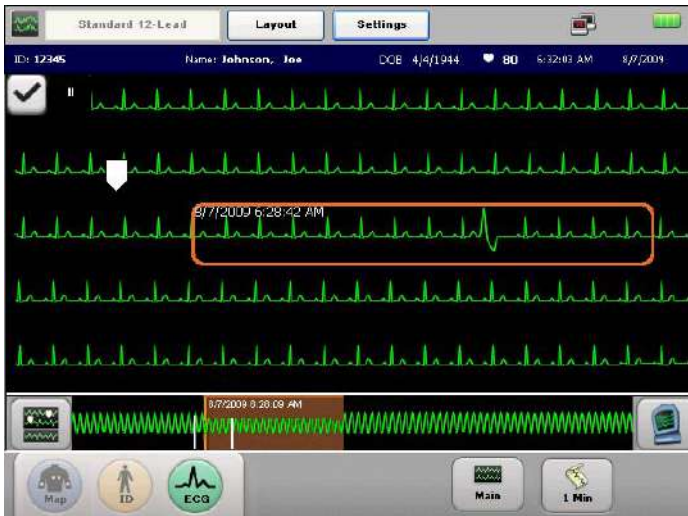 Standard 12-Lead Layout Settings
ID: 12345 Name: Johnson, Joe DOB 4/4/1944 80 6:32:03 AM 8/7/2009
II
8/7/2009 6:28:42 AM
8/7/2009 6:28:09 AM
Map ID ECG Main 1 Min